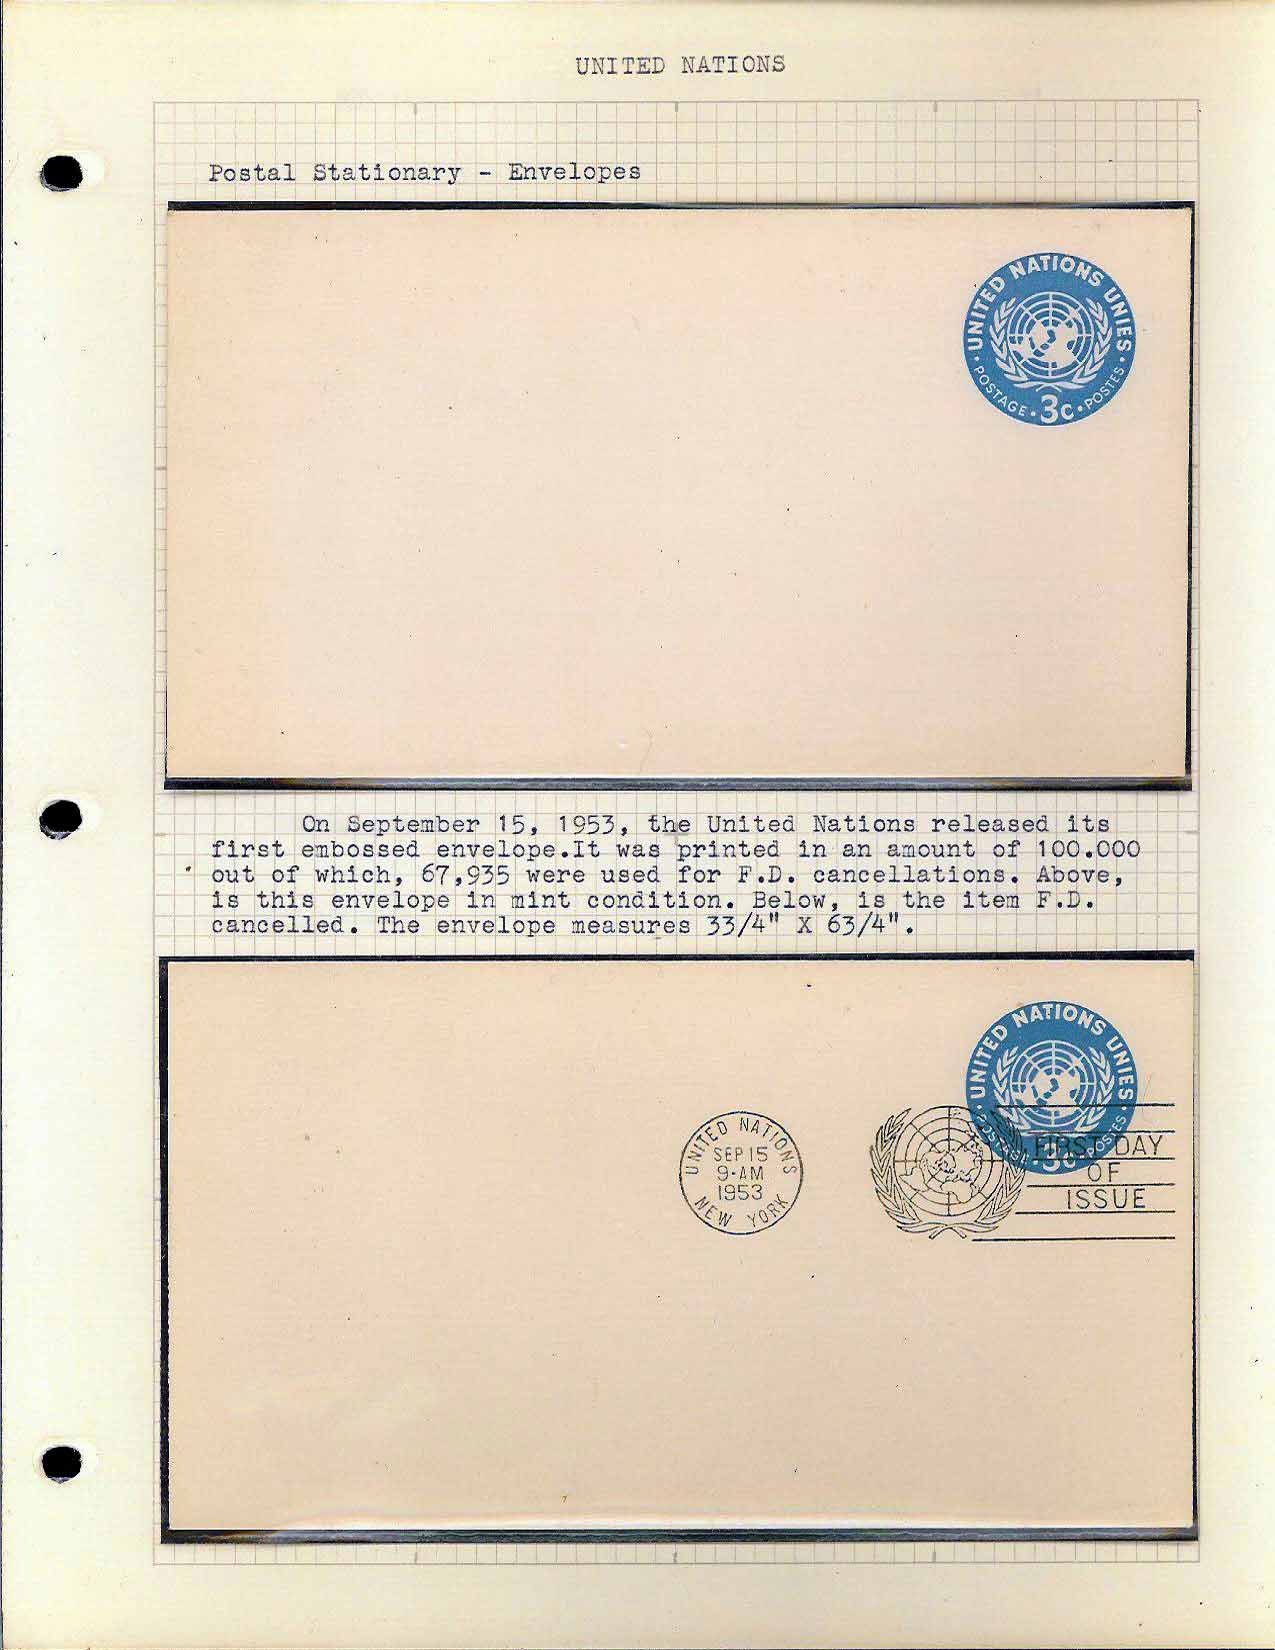 UNITED NATIONS
Postal Stationary - Envelopes
UNITED NATIONS UNIES
POSTAGE · 3c · POSTES
On September 15, 1953, the United Nations released its
first embossed envelope.It was printed in an amount of 100.000
out of which, 67,935 were used for F.D. cancellations. Above,
is this envelope in mint condition. Below, is the item F.D.
cancelled. The envelope measures 33/4" X 63/4".
UNITED NATIONS UNIES
POSTAGE · 3c · POSTES
UNITED NATIONS
SEP 15
9-AM
1953
NEW YORK
FIRST DAY
OF
ISSUE